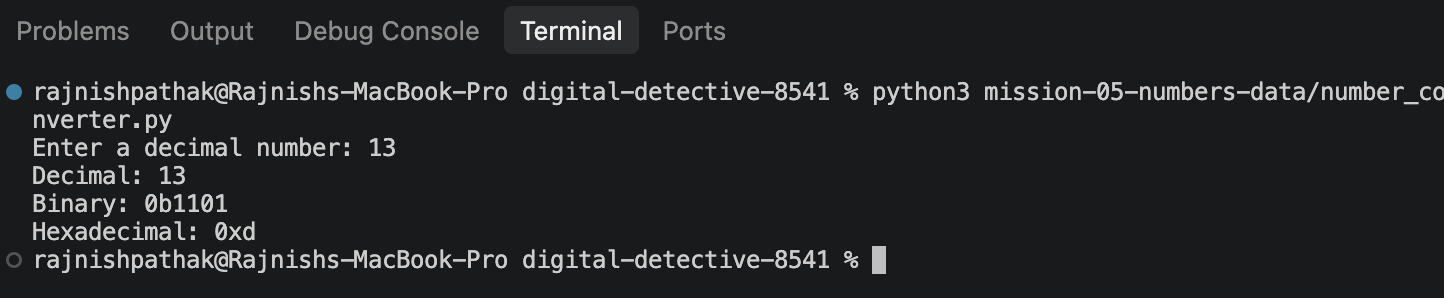 Problems Output Debug Console Terminal Ports
rajnishpathak@Rajnishs-MacBook-Pro digital-detective-8541 % python3 mission-05-numbers-data/number_co
nverter.py
Enter a decimal number: 13
Decimal: 13
Binary: 0b1101
Hexadecimal: 0xd
rajnishpathak@Rajnishs-MacBook-Pro digital-detective-8541 %